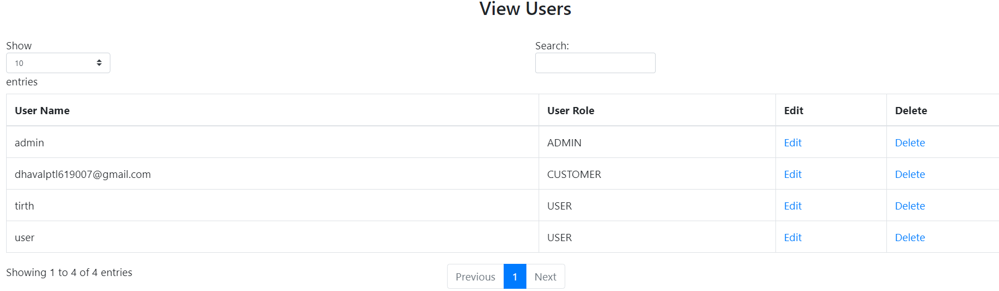 View Users
Show
Search:
10
entries
User Name User Role Edit Delete
admin ADMIN Edit Delete
dhavalptl619007@gmail.com CUSTOMER Edit Delete
tirth USER Edit Delete
user USER Edit Delete
Showing 1 to 4 of 4 entries
Previous 1 Next